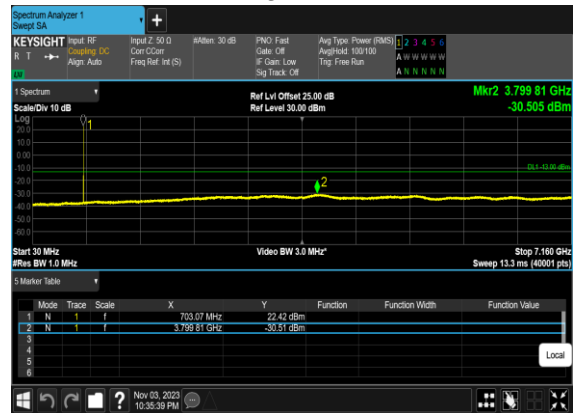 Spectrum Analyzer 1
Swept SA
+
KEYSIGHT Input: RF Input Z: 50 Ω #Atten: 30 dB PNO: Fast Avg Type: Power (RMS) 1 2 3 4 5 6
R T Coupling: DC Corr CCorr Gate: Off Avg|Hold: 100/100 A W W W W W
Align: Auto Freq Ref: Int (S) IF Gain: Low Trig: Free Run
LXI Sig Track: Off A N N N N N
1 Spectrum Ref Lvl Offset 25.00 dB Mkr2 3.799 81 GHz
Scale/Div 10 dB Ref Level 30.00 dBm -30.505 dBm
Log
20.0
10.0
0.00
-10.0
-20.0
-30.0
-40.0
-50.0
-60.0
1
DL1 -13.00 dBm
2
Start 30 MHz Video BW 3.0 MHz* Stop 7.160 GHz
#Res BW 1.0 MHz Sweep 13.3 ms (40001 pts)
5 Marker Table
Mode Trace Scale X Y Function Function Width Function Value
1 N 1 f 703.07 MHz 22.42 dBm
2 N 1 f 3.799 81 GHz -30.51 dBm
3
4
5
6
Local
? Nov 03, 2023
10:35:39 PM